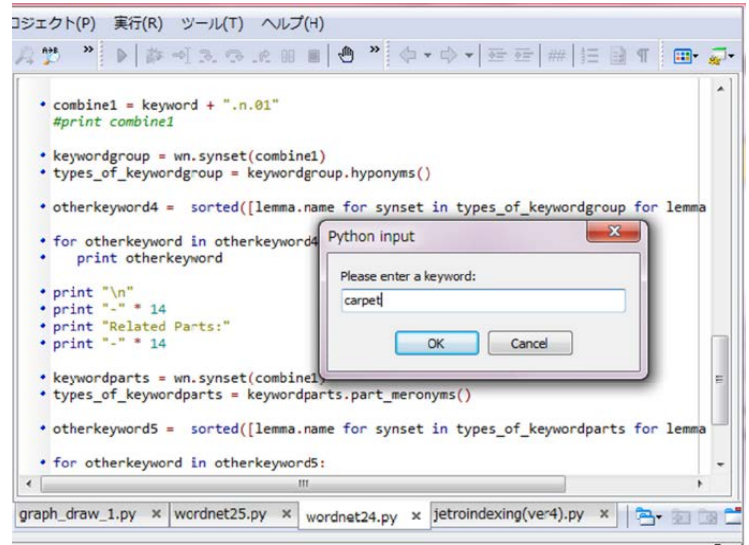 コジェクト(P) 実行(R) ツール(T) ヘルプ(H)
combine1 = keyword + ".n.01"
#print combine1
keywordgroup = wn.synset(combine1)
types_of_keywordgroup = keywordgroup.hyponyms()
otherkeyword4 = sorted([lemma.name for synset in types_of_keywordgroup for lemma
for otherkeyword in otherkeyword4
print otherkeyword
print "\n"
print "-" * 14
print "Related Parts:"
print "-" * 14
keywordparts = wn.synset(combine1)
types_of_keywordparts = keywordparts.part_meronyms()
otherkeyword5 = sorted([lemma.name for synset in types_of_keywordparts for lemma
for otherkeyword in otherkeyword5:
Python input
Please enter a keyword:
carpet
OK Cancel
graph_draw_1.py wordnet25.py wordnet24.py jetroindexing(ver4).py